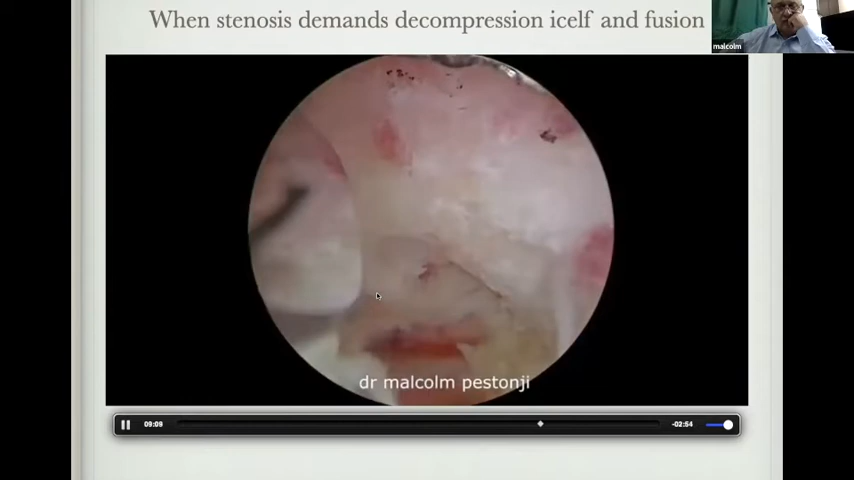 When stenosis demands decompression icelf and fusion
malcolm
dr malcolm pestonji
09:09
-02:54